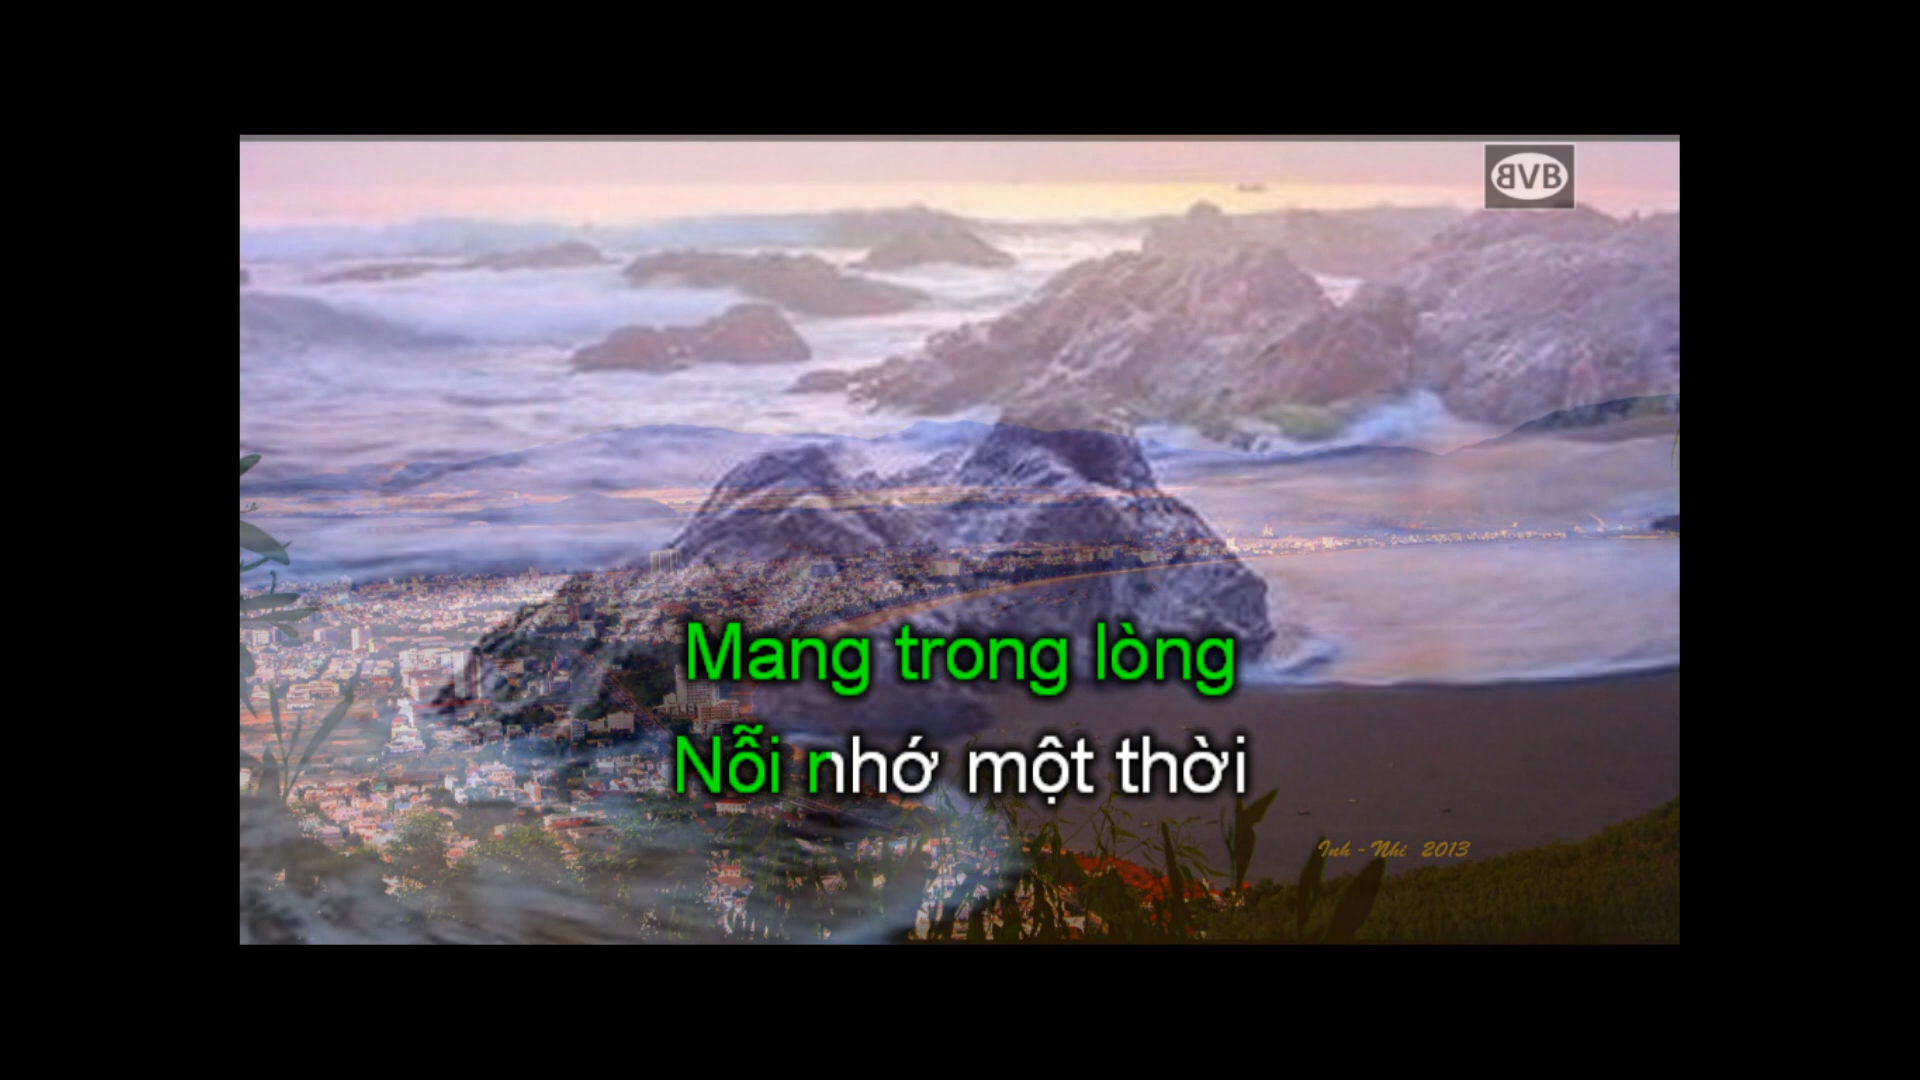 BVB
Mang trong lòng
Nỗi nhớ một thời
Inh - Nhi 2013